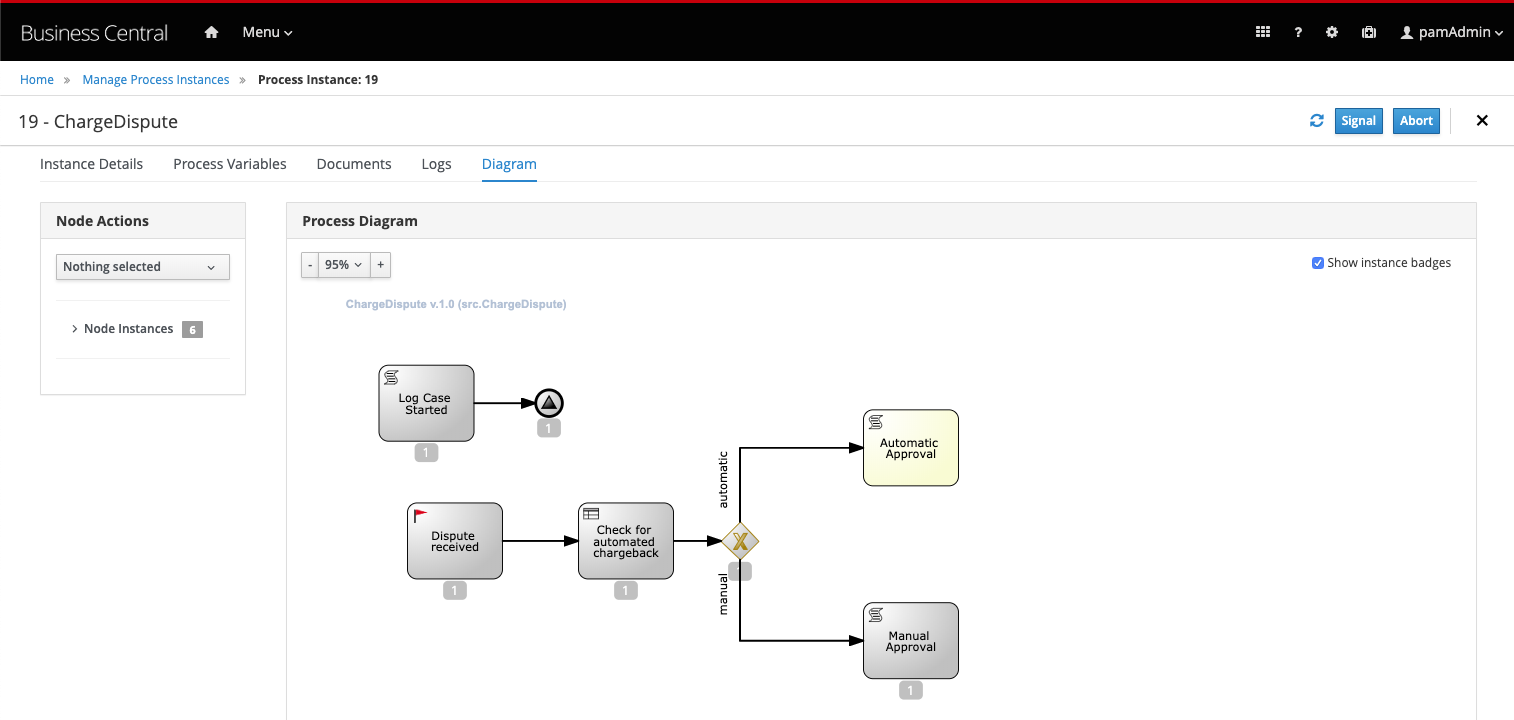 Business Central
Menu
?
pamAdmin
Home » Manage Process Instances » Process Instance: 19
19 - ChargeDispute
Signal
Abort
Instance Details
Process Variables
Documents
Logs
Diagram
Node Actions
Nothing selected
Node Instances 6
Process Diagram
- 95% +
Show instance badges
ChargeDispute v.1.0 (src.ChargeDispute)
Log Case
Started
1
1
Automatic
Approval
automatic
Dispute
received
1
Check for
automated
chargeback
1
X
manual
Manual
Approval
1